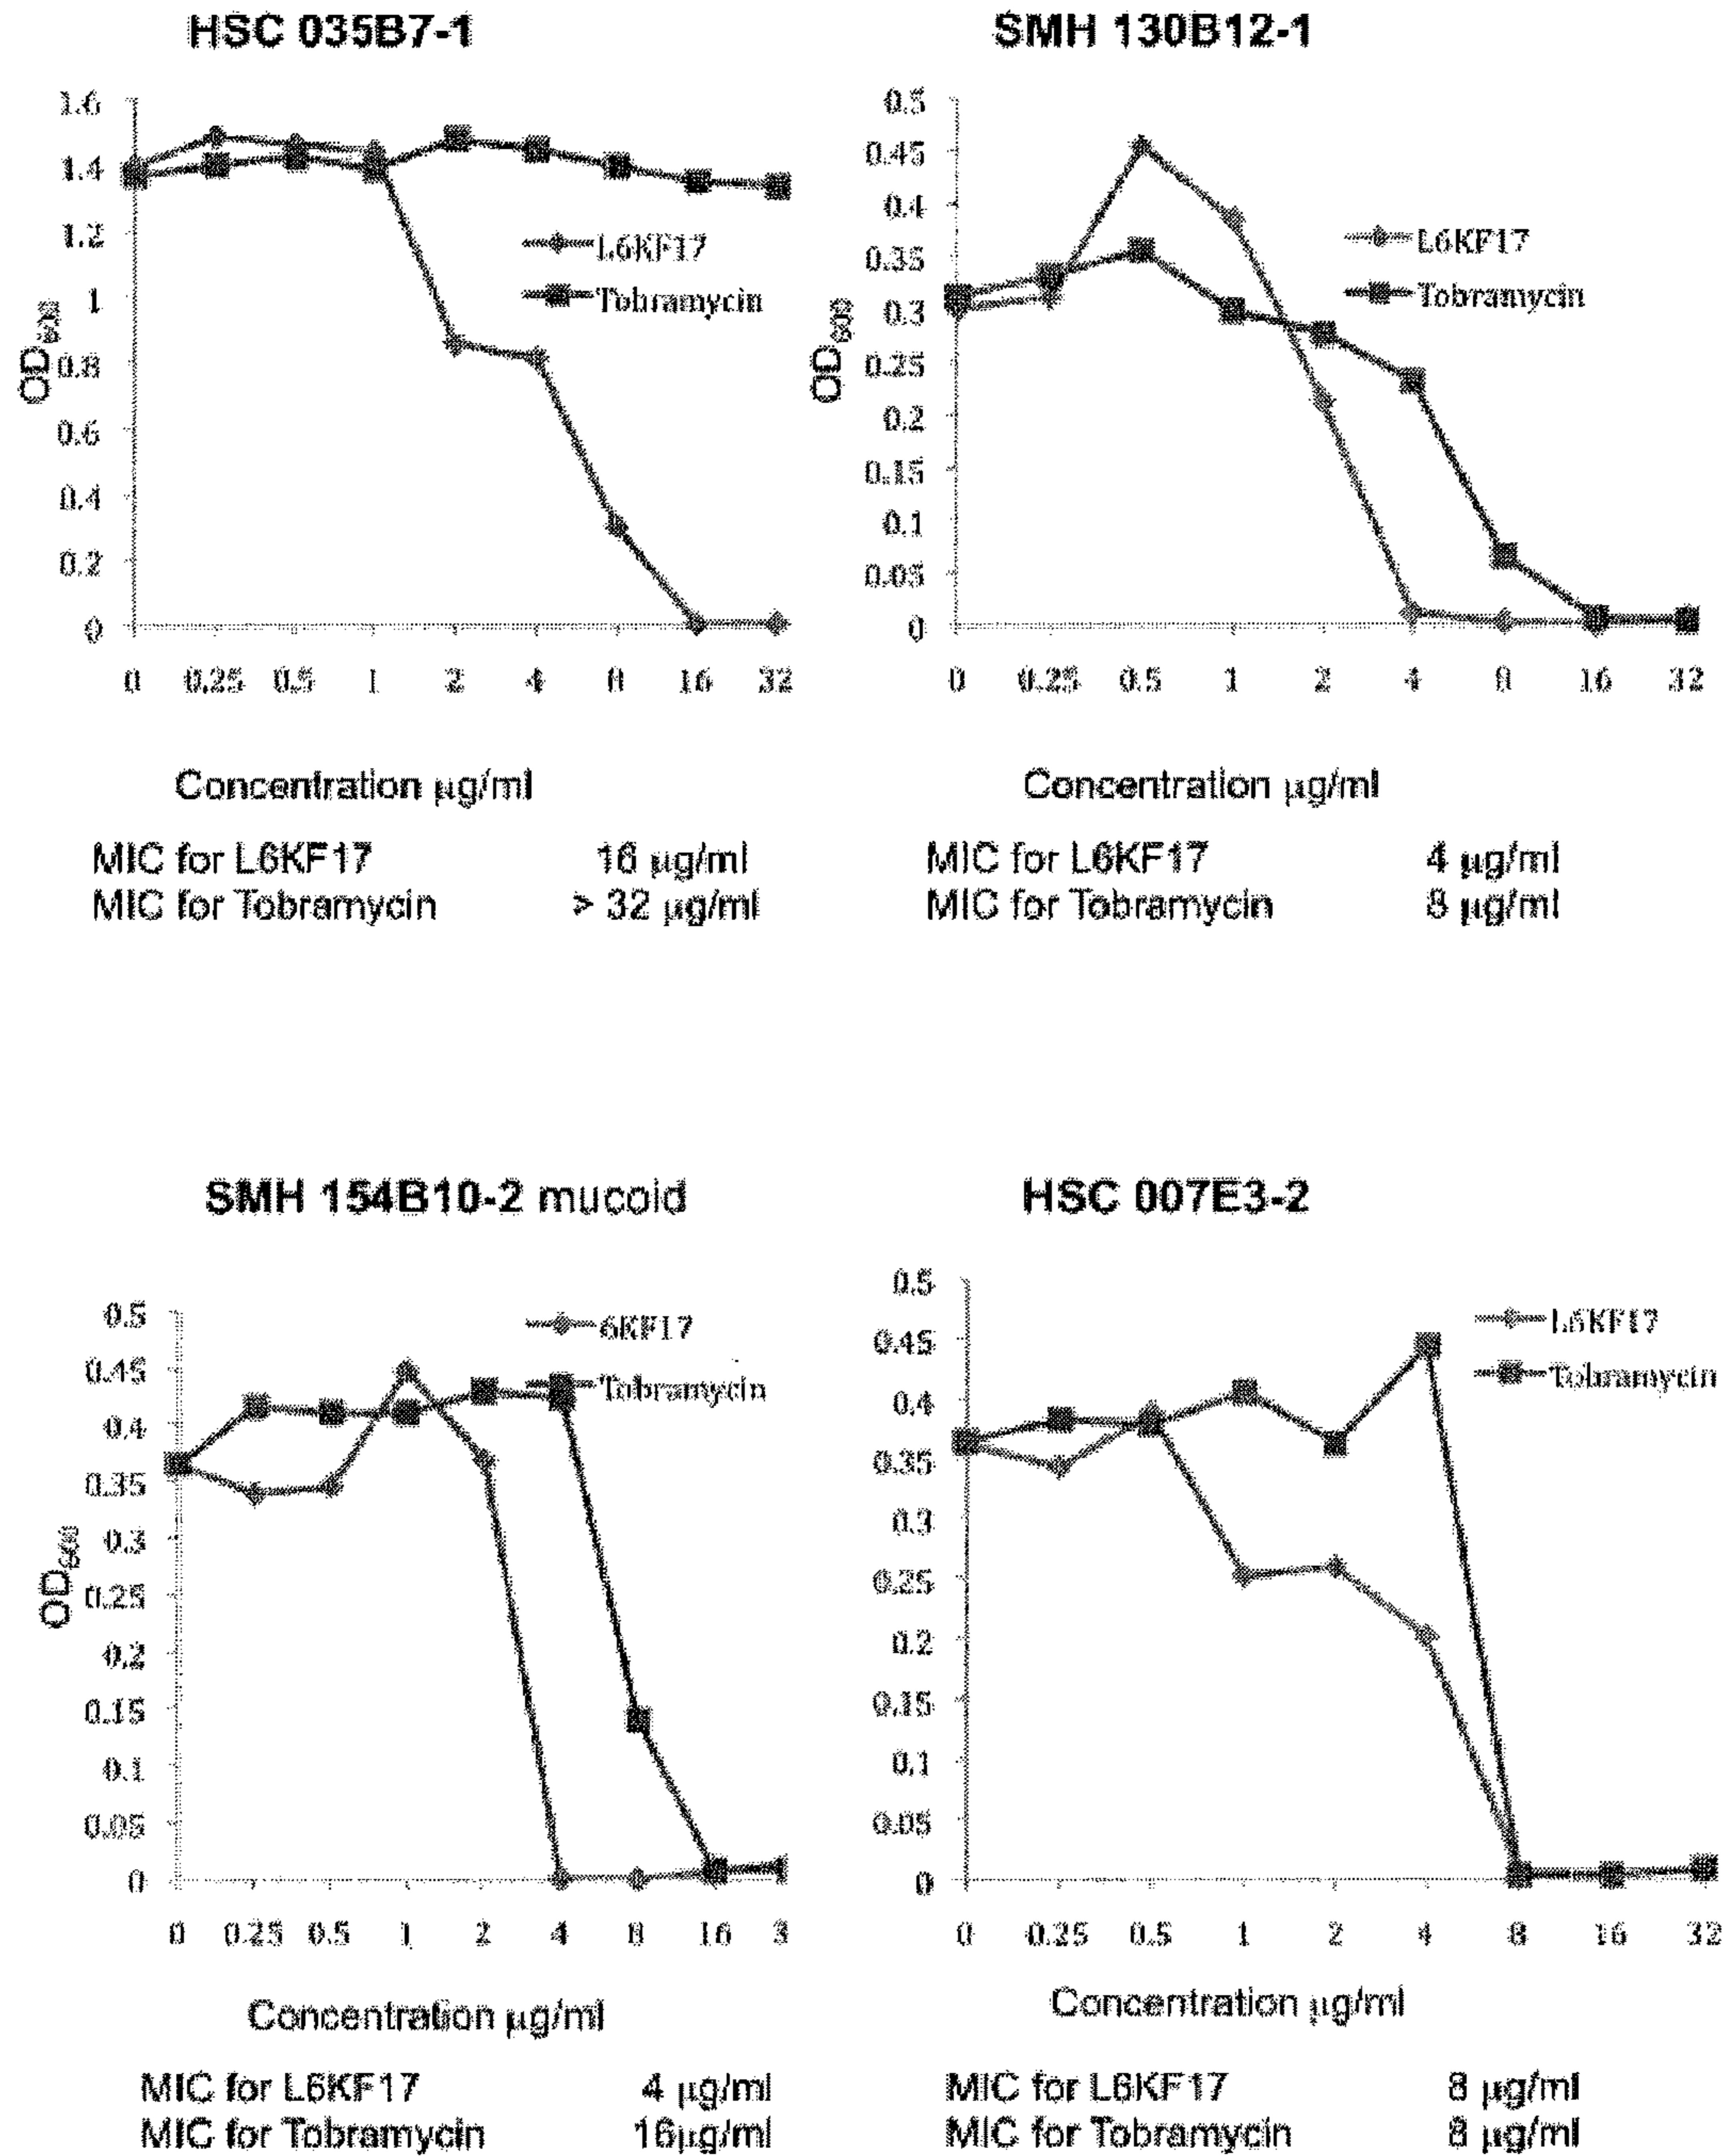 HSC 035B7-1
1.6
1.4
1.2
1
0.8
0.6
0.4
0.2
0
OD600
L6KF17
Tobramycin
0 0.25 0.5 1 2 4 8 16 32
Concentration µg/ml
MIC for L6KF17 16 µg/ml
MIC for Tobramycin > 32 µg/ml
SMH 130B12-1
0.5
0.45
0.4
0.35
0.3
0.25
0.2
0.15
0.1
0.05
0
OD600
L6KF17
Tobramycin
0 0.25 0.5 1 2 4 8 16 32
Concentration µg/ml
MIC for L6KF17 4 µg/ml
MIC for Tobramycin 8 µg/ml
SMH 154B10-2 mucoid
0.5
0.45
0.4
0.35
0.3
0.25
0.2
0.15
0.1
0.05
0
OD600
6KF17
Tobramycin
0 0.25 0.5 1 2 4 8 16 3
Concentration µg/ml
MIC for L6KF17 4 µg/ml
MIC for Tobramycin 16µg/ml
HSC 007E3-2
0.5
0.45
0.4
0.35
0.3
0.25
0.2
0.15
0.1
0.05
0
L6KF17
Tobramycin
0 0.25 0.5 1 2 4 8 16 32
Concentration µg/ml
MIC for L6KF17 8 µg/ml
MIC for Tobramycin 8 µg/ml